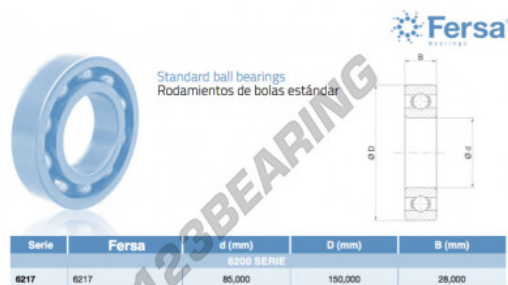 Fersa
Bearings
Standard ball bearings
Rodamientos de bolas estándar
B
Ø D
Ø d
123BEARING
Serie Fersa d (mm) D (mm) B (mm)
6200 SERIE
6217 6217 85,000 150,000 28,000